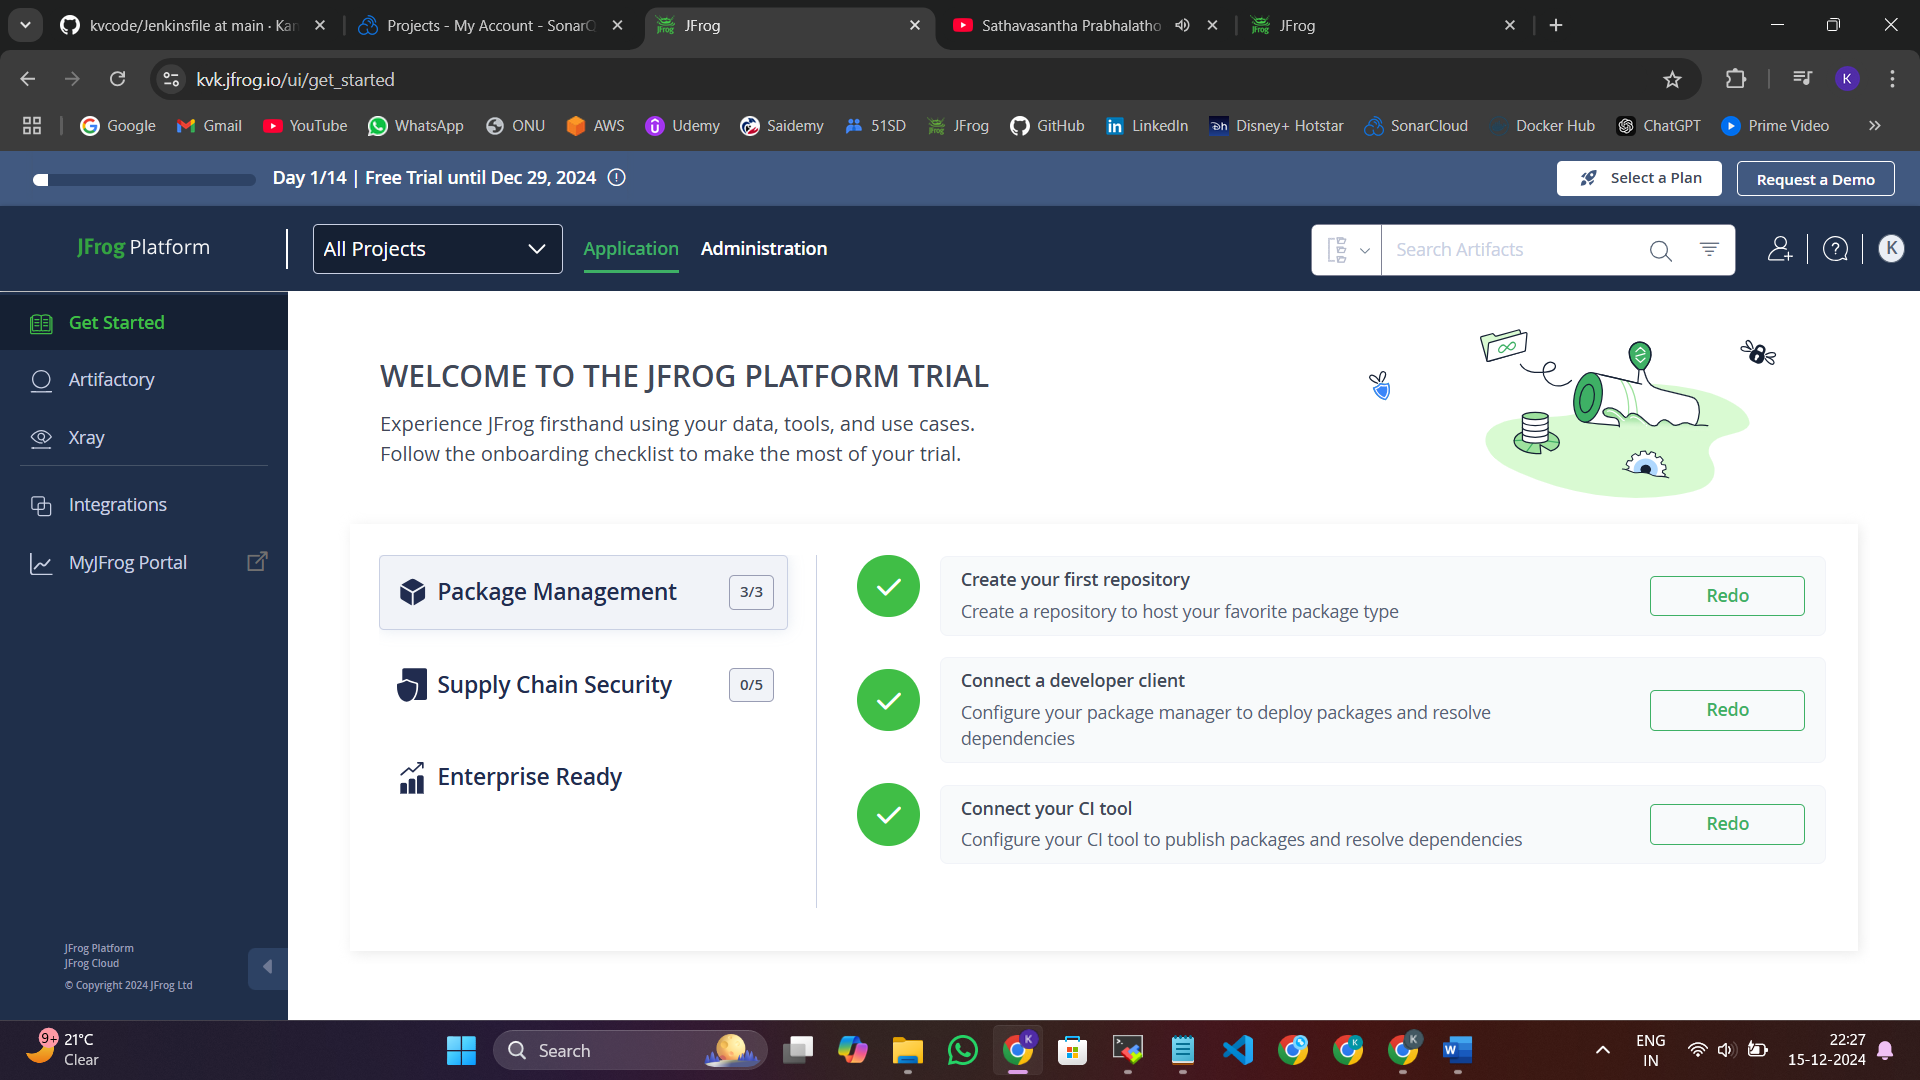 kvcode/Jenkinsfile at main · Kan
Projects - My Account - SonarQ
JFrog
Sathavasantha Prabhalatho
JFrog
kvk.jfrog.io/ui/get_started
K
Google
Gmail
YouTube
WhatsApp
ONU
AWS
Udemy
Saidemy
51SD
JFrog
GitHub
LinkedIn
Disney+ Hotstar
SonarCloud
Docker Hub
ChatGPT
Prime Video
Day 1/14 | Free Trial until Dec 29, 2024
Select a Plan
Request a Demo
JFrog Platform
All Projects
Application
Administration
Search Artifacts
K
Get Started
Artifactory
Xray
Integrations
MyJFrog Portal
WELCOME TO THE JFROG PLATFORM TRIAL
Experience JFrog firsthand using your data, tools, and use cases.
Follow the onboarding checklist to make the most of your trial.
Package Management
3/3
Supply Chain Security
0/5
Enterprise Ready
Create your first repository
Create a repository to host your favorite package type
Redo
Connect a developer client
Configure your package manager to deploy packages and resolve
dependencies
Redo
Connect your CI tool
Configure your CI tool to publish packages and resolve dependencies
Redo
JFrog Platform
JFrog Cloud
© Copyright 2024 JFrog Ltd
9+
21°C
Clear
Search
ENG
IN
22:27
15-12-2024